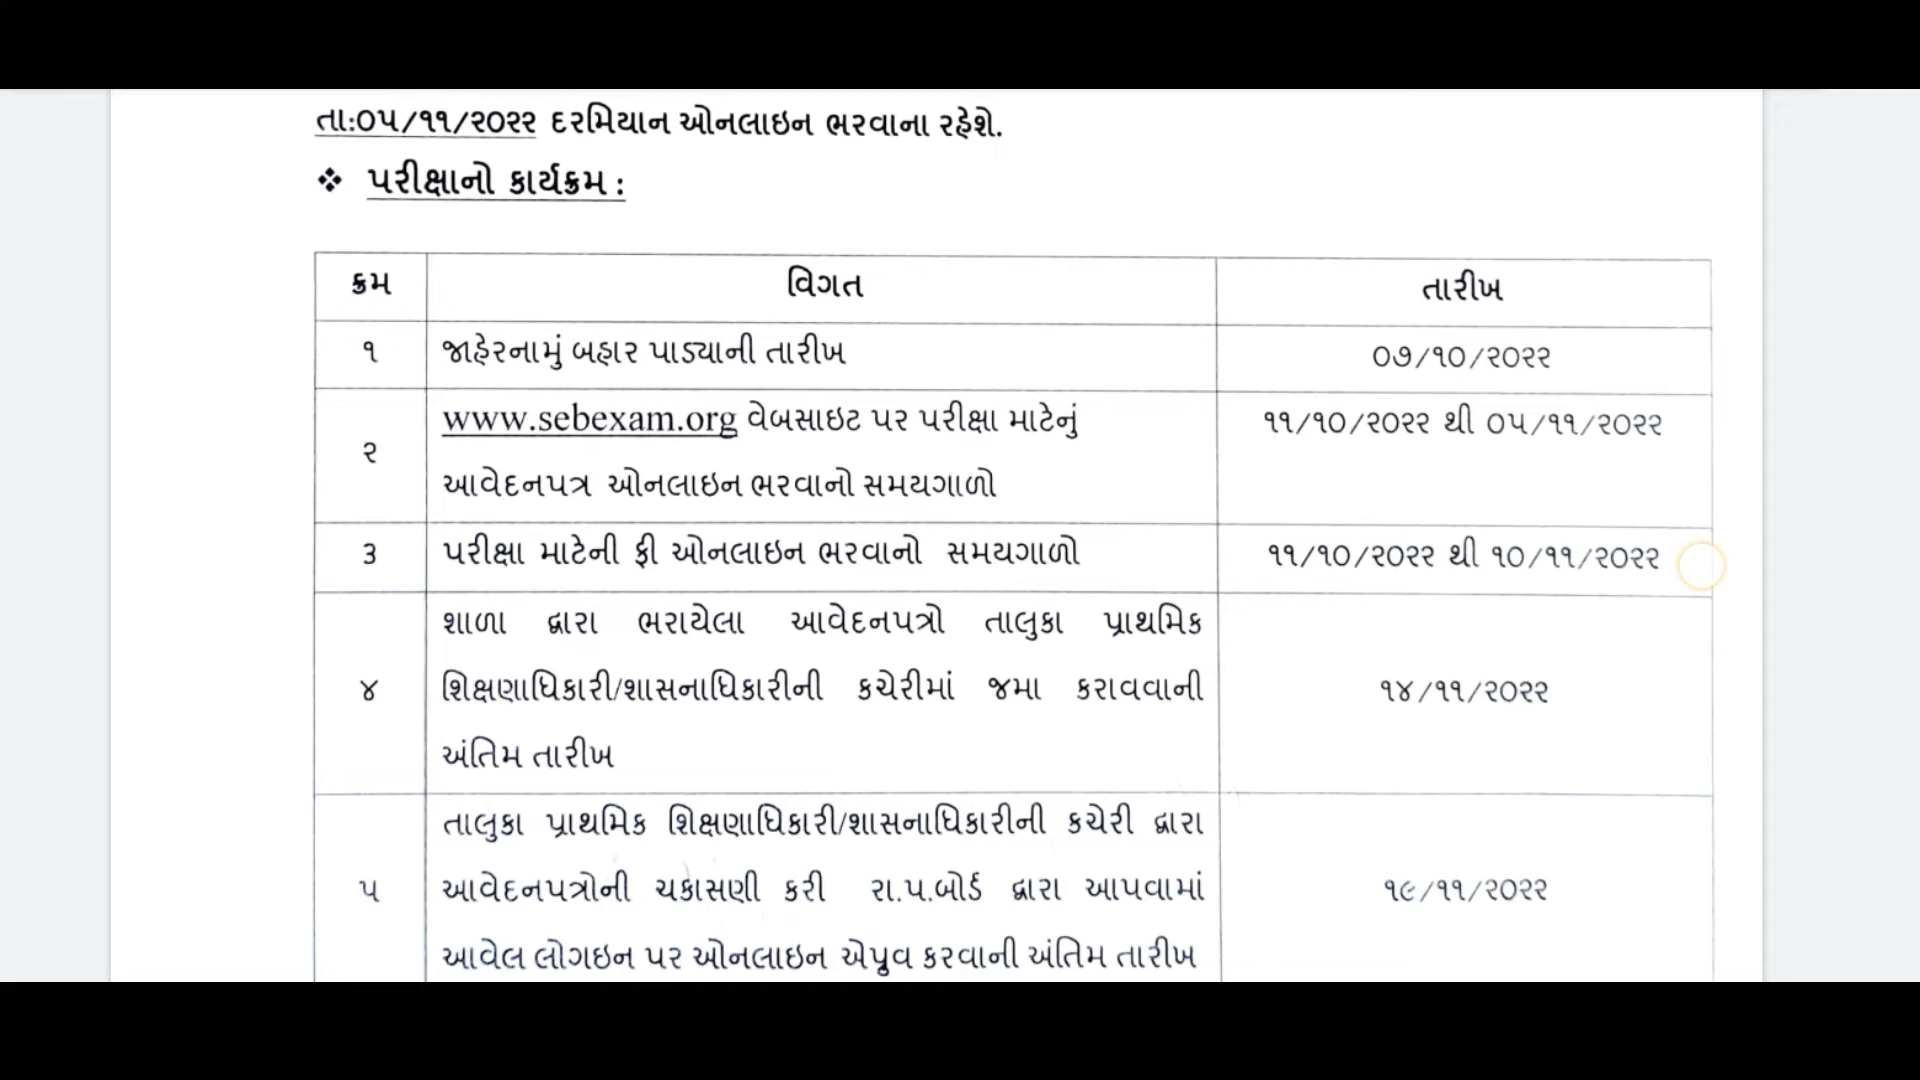 તા:૦૫/૧૧/૨૦૨૨ દરમિયાન ઓનલાઇન ભરવાના રહેશે.
❖ પરીક્ષાનો કાર્યક્રમ :
ક્રમ વિગત તારીખ
૧ જાહેરનામું બહાર પાડ્યાની તારીખ ૦૭/૧૦/૨૦૨૨
૨ www.sebexam.org વેબસાઇટ પર પરીક્ષા માટેનું ૧૧/૧૦/૨૦૨૨ થી ૦૫/૧૧/૨૦૨૨
આવેદનપત્ર ઓનલાઇન ભરવાનો સમયગાળો
૩ પરીક્ષા માટેની ફી ઓનલાઇન ભરવાનો સમયગાળો ૧૧/૧૦/૨૦૨૨ થી ૧૦/૧૧/૨૦૨૨
શાળા દ્વારા ભરાયેલા આવેદનપત્રો તાલુકા પ્રાથમિક
૪ શિક્ષણાધિકારી/શાસનાધિકારીની કચેરીમાં જમા કરાવવાની ૧૪/૧૧/૨૦૨૨
અંતિમ તારીખ
તાલુકા પ્રાથમિક શિક્ષણાધિકારી/શાસનાધિકારીની કચેરી દ્વારા
૫ આવેદનપત્રોની ચકાસણી કરી રા.પ.બોર્ડ દ્વારા આપવામાં ૧૯/૧૧/૨૦૨૨
આવેલ લોગઇન પર ઓનલાઇન એપ્રુવ કરવાની અંતિમ તારીખ